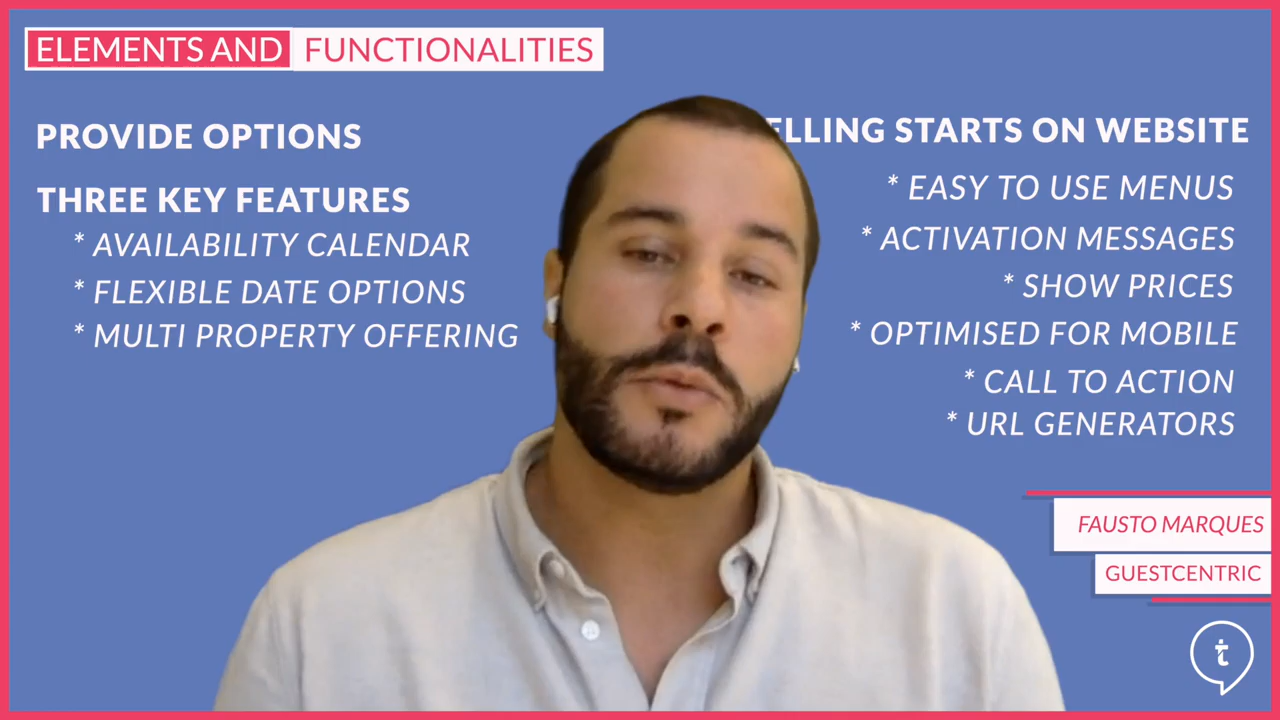 ELEMENTS AND FUNCTIONALITIES
PROVIDE OPTIONS
THREE KEY FEATURES
* AVAILABILITY CALENDAR
* FLEXIBLE DATE OPTIONS
* MULTI PROPERTY OFFERING
ELLING STARTS ON WEBSITE
* EASY TO USE MENUS
* ACTIVATION MESSAGES
* SHOW PRICES
* OPTIMISED FOR MOBILE
* CALL TO ACTION
* URL GENERATORS
FAUSTO MARQUES
GUESTCENTRIC
t